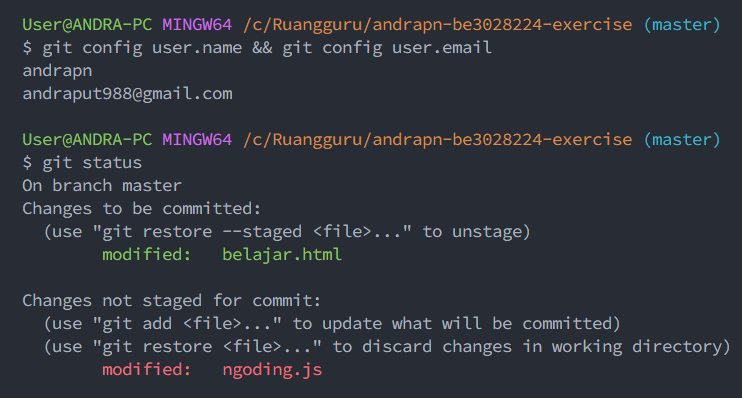 User@ANDRA-PC MINGW64 /c/Ruangguru/andrapn-be3028224-exercise (master)
$ git config user.name && git config user.email
andrapn
andraput988@gmail.com

User@ANDRA-PC MINGW64 /c/Ruangguru/andrapn-be3028224-exercise (master)
$ git status
On branch master
Changes to be committed:
  (use "git restore --staged <file>..." to unstage)
        modified:   belajar.html

Changes not staged for commit:
  (use "git add <file>..." to update what will be committed)
  (use "git restore <file>..." to discard changes in working directory)
        modified:   ngoding.js